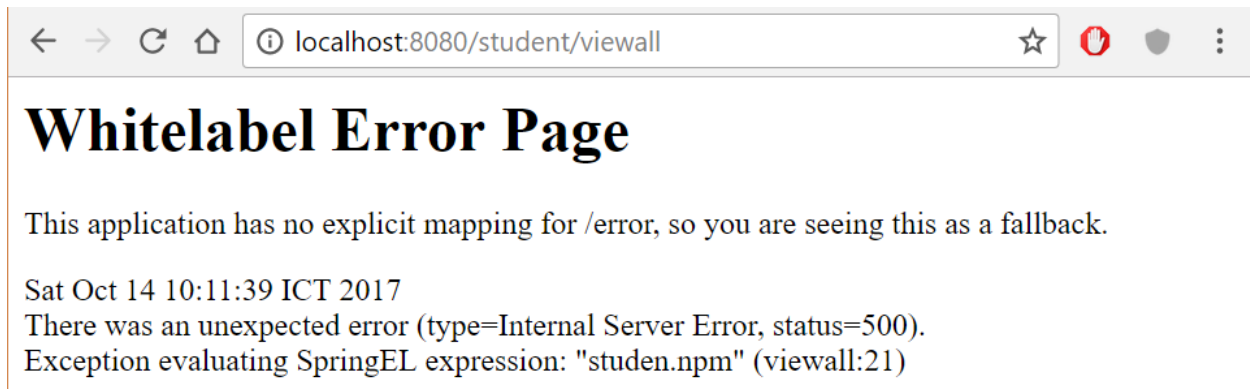 localhost:8080/student/viewall
Whitelabel Error Page
This application has no explicit mapping for /error, so you are seeing this as a fallback.
Sat Oct 14 10:11:39 ICT 2017
There was an unexpected error (type=Internal Server Error, status=500).
Exception evaluating SpringEL expression: "studen.npm" (viewall:21)